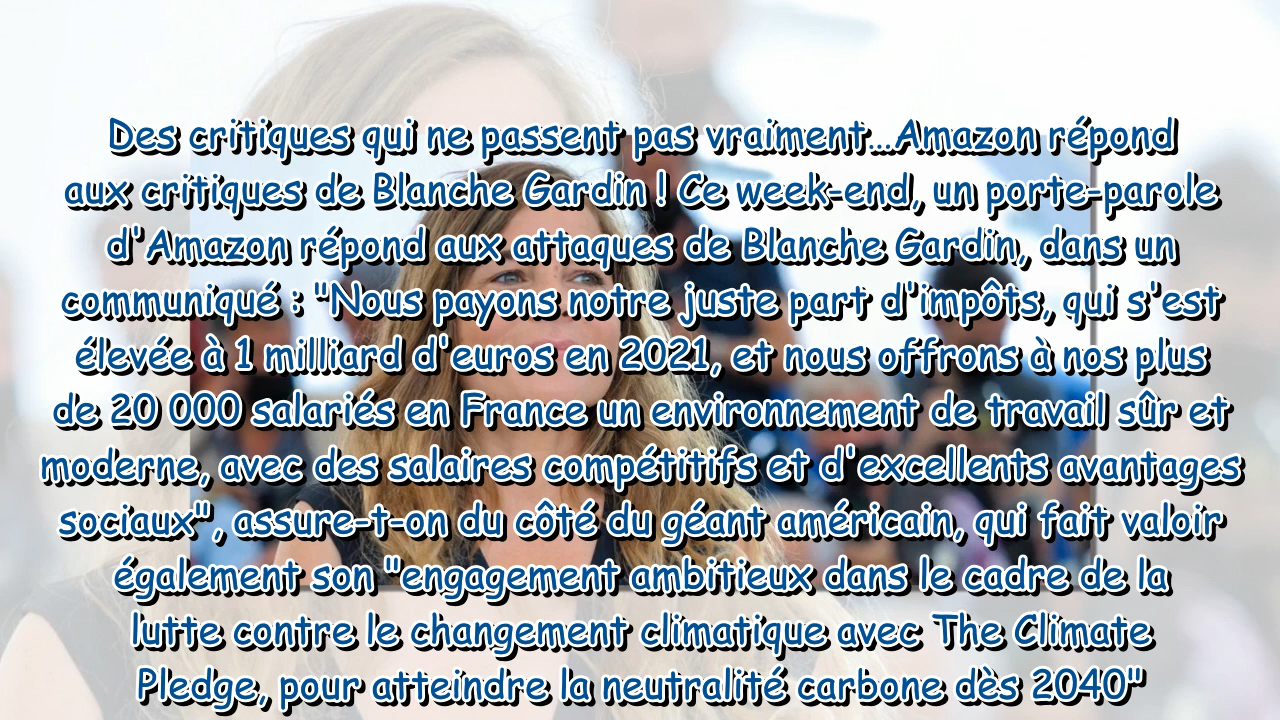 Des critiques qui ne passent pas vraiment...Amazon répond
aux critiques de Blanche Gardin ! Ce week-end, un porte-parole
d'Amazon répond aux attaques de Blanche Gardin, dans un
communiqué : "Nous payons notre juste part d'impôts, qui s'est
élevée à 1 milliard d'euros en 2021, et nous offrons à nos plus
de 20 000 salariés en France un environnement de travail sûr et
moderne, avec des salaires compétitifs et d'excellents avantages
sociaux", assure-t-on du côté du géant américain, qui fait valoir
également son "engagement ambitieux dans le cadre de la
lutte contre le changement climatique avec The Climate
Pledge, pour atteindre la neutralité carbone dès 2040"